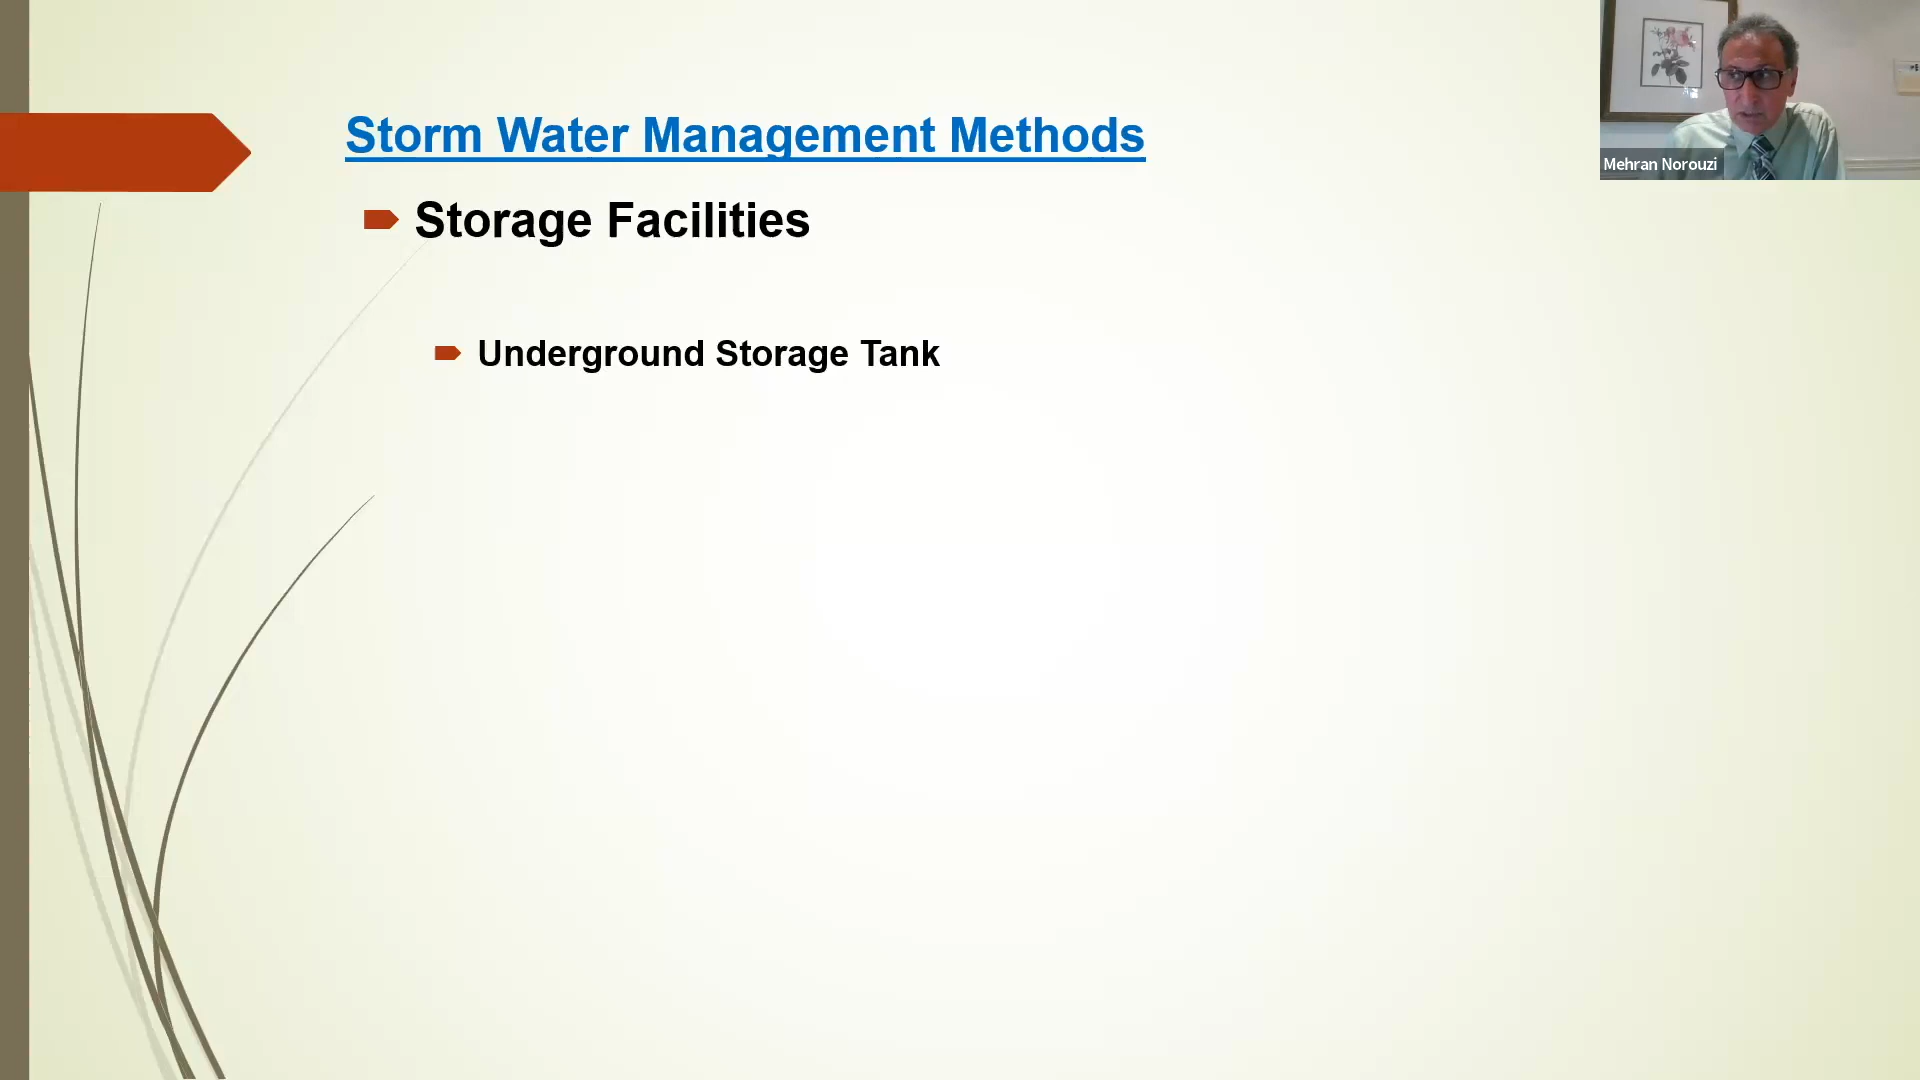 Storm Water Management Methods
Storage Facilities
Underground Storage Tank
Mehran Norouzi